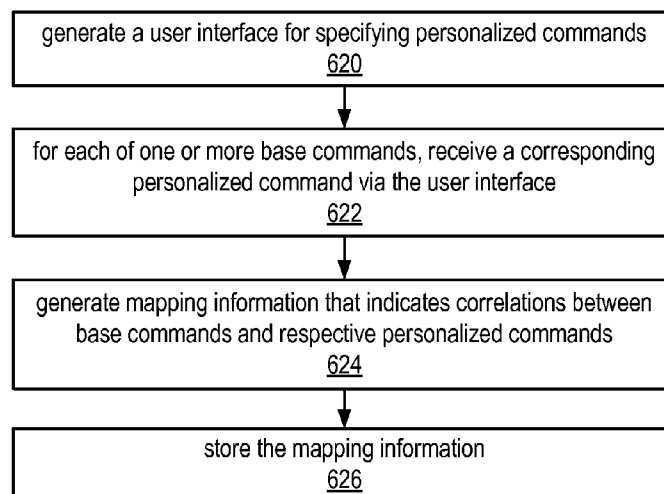 generate a user interface for specifying personalized commands
620
for each of one or more base commands, receive a corresponding
personalized command via the user interface
622
generate mapping information that indicates correlations between
base commands and respective personalized commands
624
store the mapping information
626